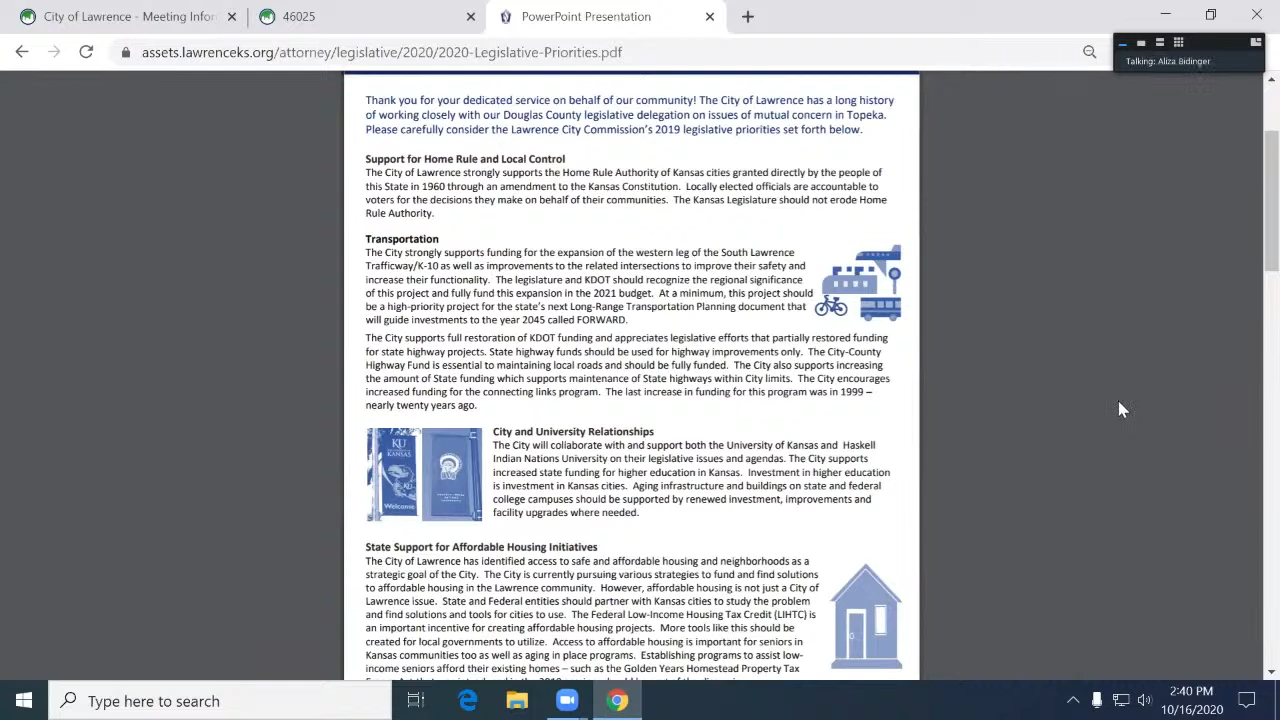 City of Lawrence - Meeting Infor
46025
PowerPoint Presentation
assets.lawrenceks.org/attorney/legislative/2020/2020-Legislative-Priorities.pdf
Talking: Aliza Bidinger
Thank you for your dedicated service on behalf of our community! The City of Lawrence has a long history
of working closely with our Douglas County legislative delegation on issues of mutual concern in Topeka.
Please carefully consider the Lawrence City Commission's 2019 legislative priorities set forth below.
Support for Home Rule and Local Control
The City of Lawrence strongly supports the Home Rule Authority of Kansas cities granted directly by the people of
this State in 1960 through an amendment to the Kansas Constitution. Locally elected officials are accountable to
voters for the decisions they make on behalf of their communities. The Kansas Legislature should not erode Home
Rule Authority.
Transportation
The City strongly supports funding for the expansion of the western leg of the South Lawrence
Trafficway/K-10 as well as improvements to the related intersections to improve their safety and
increase their functionality. The legislature and KDOT should recognize the regional significance
of this project and fully fund this expansion in the 2021 budget. At a minimum, this project should
be a high-priority project for the state's next Long-Range Transportation Planning document that
will guide investments to the year 2045 called FORWARD.
The City supports full restoration of KDOT funding and appreciates legislative efforts that partially restored funding
for state highway projects. State highway funds should be used for highway improvements only. The City-County
Highway Fund is essential to maintaining local roads and should be fully funded. The City also supports increasing
the amount of State funding which supports maintenance of State highways within City limits. The City encourages
increased funding for the connecting links program. The last increase in funding for this program was in 1999 –
nearly twenty years ago.
KU
KANSAS
Welcome
City and University Relationships
The City will collaborate with and support both the University of Kansas and Haskell
Indian Nations University on their legislative issues and agendas. The City supports
increased state funding for higher education in Kansas. Investment in higher education
is investment in Kansas cities. Aging infrastructure and buildings on state and federal
college campuses should be supported by renewed investment, improvements and
facility upgrades where needed.
State Support for Affordable Housing Initiatives
The City of Lawrence has identified access to safe and affordable housing and neighborhoods as a
strategic goal of the City. The City is currently pursuing various strategies to fund and find solutions
to affordable housing in the Lawrence community. However, affordable housing is not just a City of
Lawrence issue. State and Federal entities should partner with Kansas cities to study the problem
and find solutions and tools for cities to use. The Federal Low-Income Housing Tax Credit (LIHTC) is
an important incentive for creating affordable housing projects. More tools like this should be
created for local governments to utilize. Access to affordable housing is important for seniors in
Kansas communities too as well as aging in place programs. Establishing programs to assist low-
income seniors afford their existing homes – such as the Golden Years Homestead Property Tax
Type here to search
2:40 PM
10/16/2020